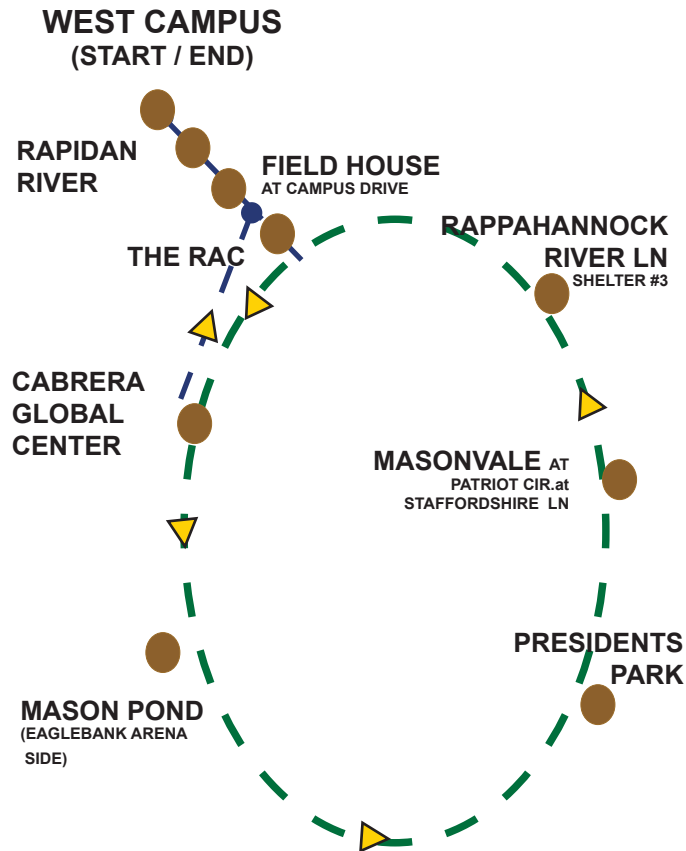 WEST CAMPUS
(START / END)
RAPIDAN
RIVER
FIELD HOUSE
AT CAMPUS DRIVE
THE RAC
RAPPAHANNOCK
RIVER LN
SHELTER #3
CABRERA
GLOBAL
CENTER
MASONVALE AT
PATRIOT CIR.at
STAFFORDSHIRE LN
PRESIDENTS
PARK
MASON POND
(EAGLEBANK ARENA
SIDE)